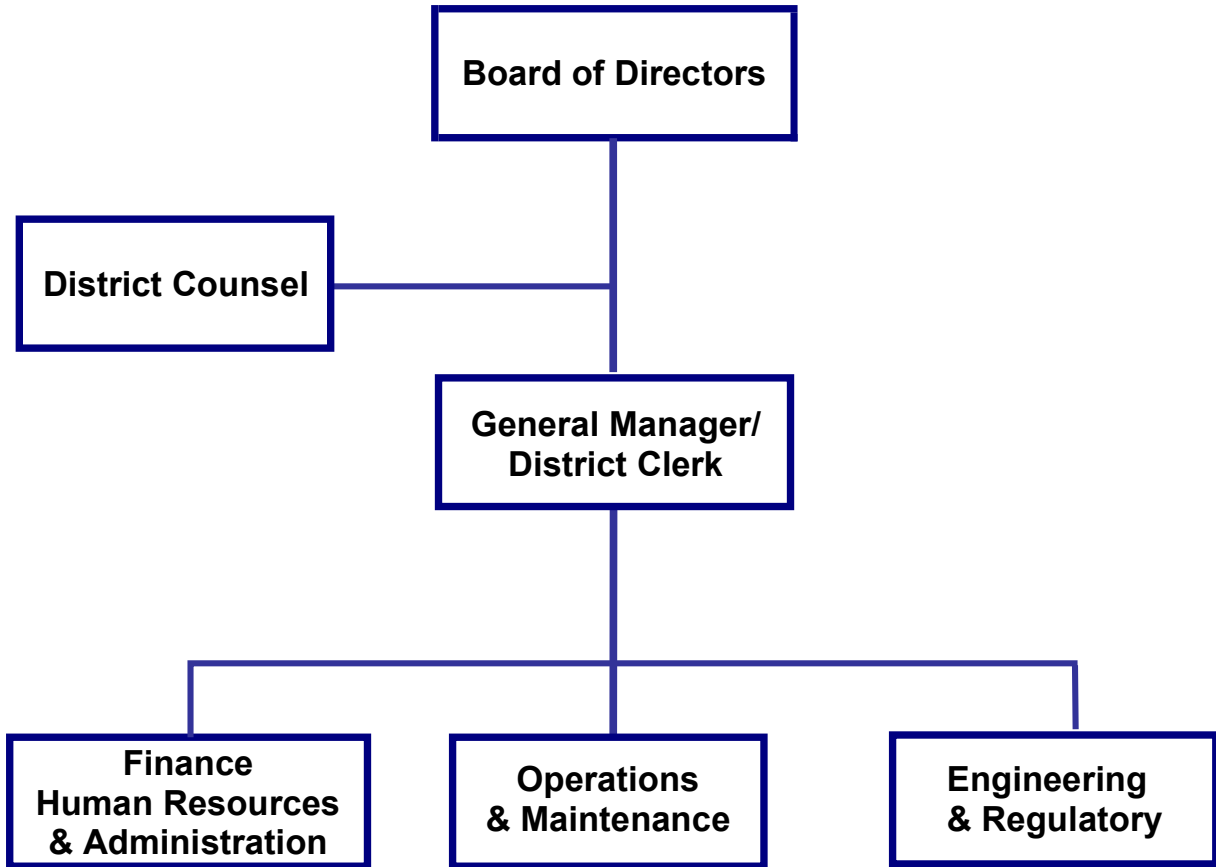 Board of Directors
District Counsel
General Manager/
District Clerk
Finance
Human Resources
& Administration
Operations
& Maintenance
Engineering
& Regulatory